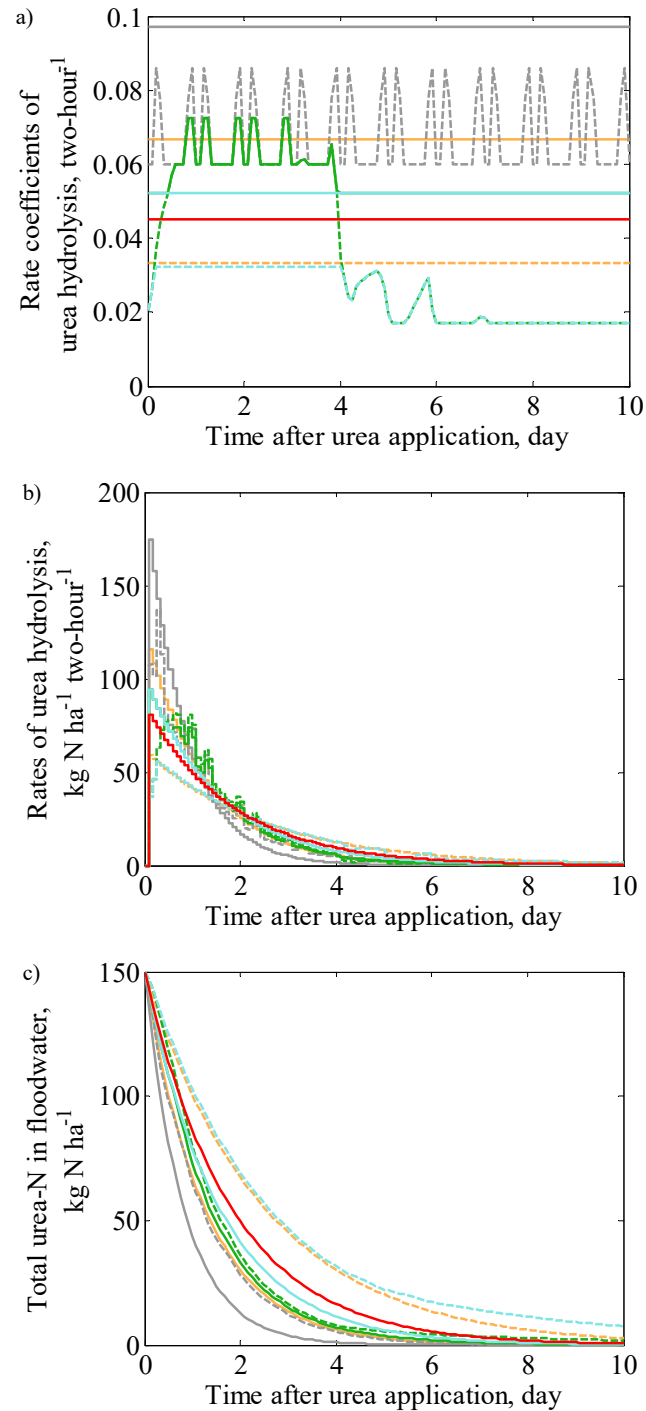 a)
Rate coefficients of
urea hydrolysis, two-hour-1
0.1
0.08
0.06
0.04
0.02
0
0 2 4 6 8 10
Time after urea application, day
b)
Rates of urea hydrolysis,
kg N ha-1 two-hour-1
200
150
100
50
0
0 2 4 6 8 10
Time after urea application, day
c)
Total urea-N in floodwater,
kg N ha-1
150
100
50
0
0 2 4 6 8 10
Time after urea application, day